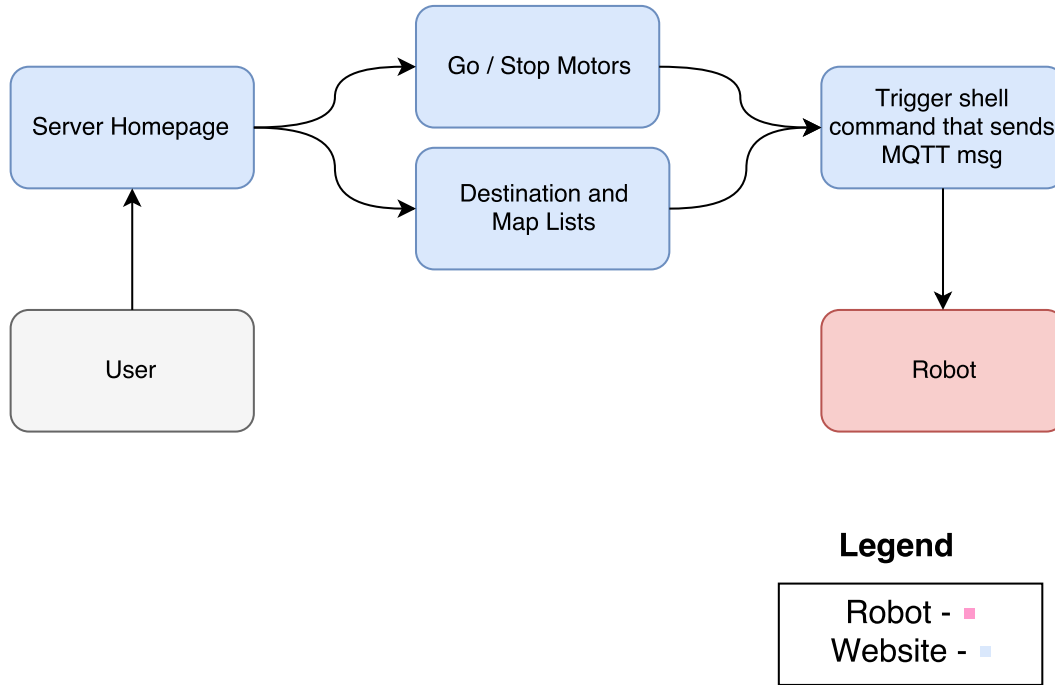 Server Homepage
Go / Stop Motors
Destination and
Map Lists
Trigger shell
command that sends
MQTT msg
User
Robot
Legend
Robot -
Website -